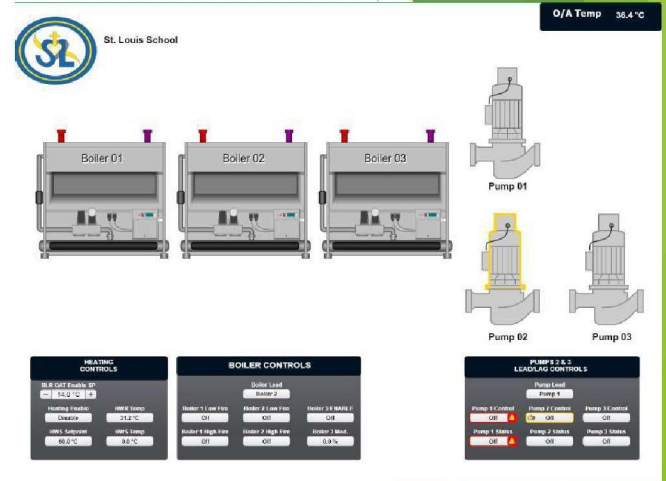 O/A Temp 36.4 °C
SL
St. Louis School
Boiler 01
Boiler 02
Boiler 03
Pump 01
Pump 02
Pump 03
HEATING
CONTROLS
BLR OAT Enable SP
14.0 °C
Heating Enable
HWR Temp
Disable
31.2 °C
HWS Setpoint
HWS Temp
60.0 °C
0.0 °C
BOILER CONTROLS
Boiler Lead
Boiler 2
Boiler 1 Low Fire
Boiler 2 Low Fire
Boiler 3 ENABLE
Off
Off
Off
Boiler 1 High Fire
Boiler 2 High Fire
Boiler 3 Mod.
Off
Off
0.0 %
PUMPS 2 & 3
LEAD/LAG CONTROLS
Pump Lead
Pump 1
Pump 1 Control
Pump 2 Control
Pump 3 Control
Off
Off
Off
Pump 1 Status
Pump 2 Status
Pump 3 Status
Off
Off
Off